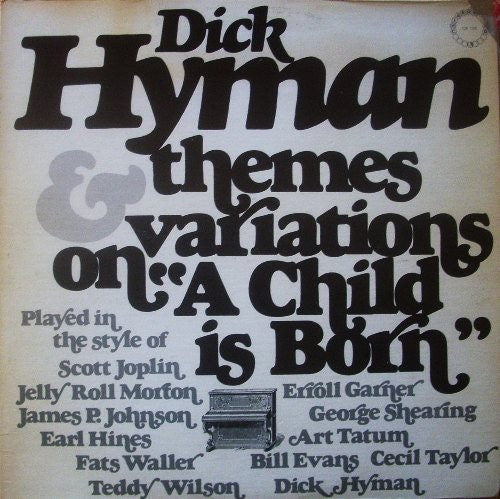 Dick
Hyman
themes
& variations
on "A Child
is Born"
Played in
the style of
Scott Joplin
Jelly Roll Morton
James P. Johnson
Earl Hines
Fats Waller
Teddy Wilson
Erroll Garner
George Shearing
Art Tatum
Bill Evans Cecil Taylor
Dick Hyman